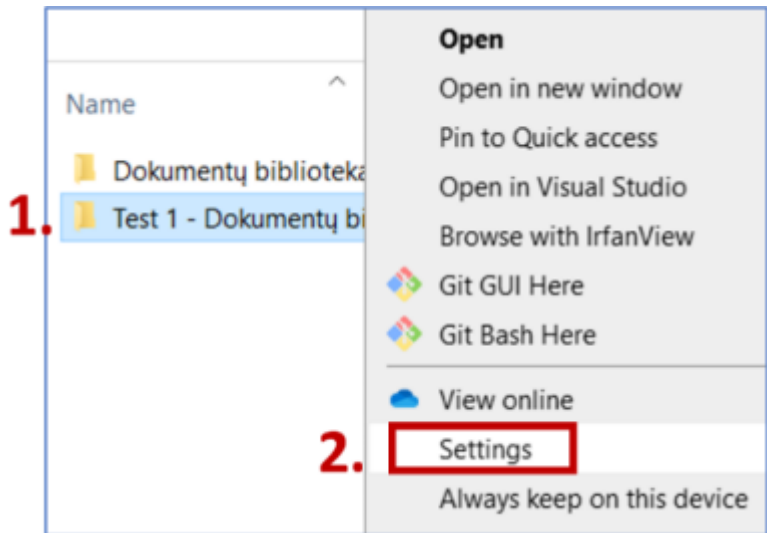 Name
Dokumentų biblioteka
1. Test 1 - Dokumentų bi
Open
Open in new window
Pin to Quick access
Open in Visual Studio
Browse with IrfanView
Git GUI Here
Git Bash Here
View online
2. Settings
Always keep on this device